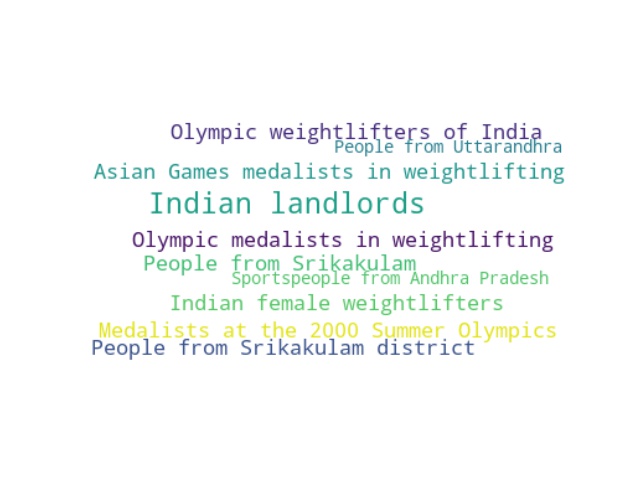 Olympic weightlifters of India
People from Uttarandhra
Asian Games medalists in weightlifting
Indian landlords
Olympic medalists in weightlifting
People from Srikakulam
Sportspeople from Andhra Pradesh
Indian female weightlifters
Medalists at the 2000 Summer Olympics
People from Srikakulam district